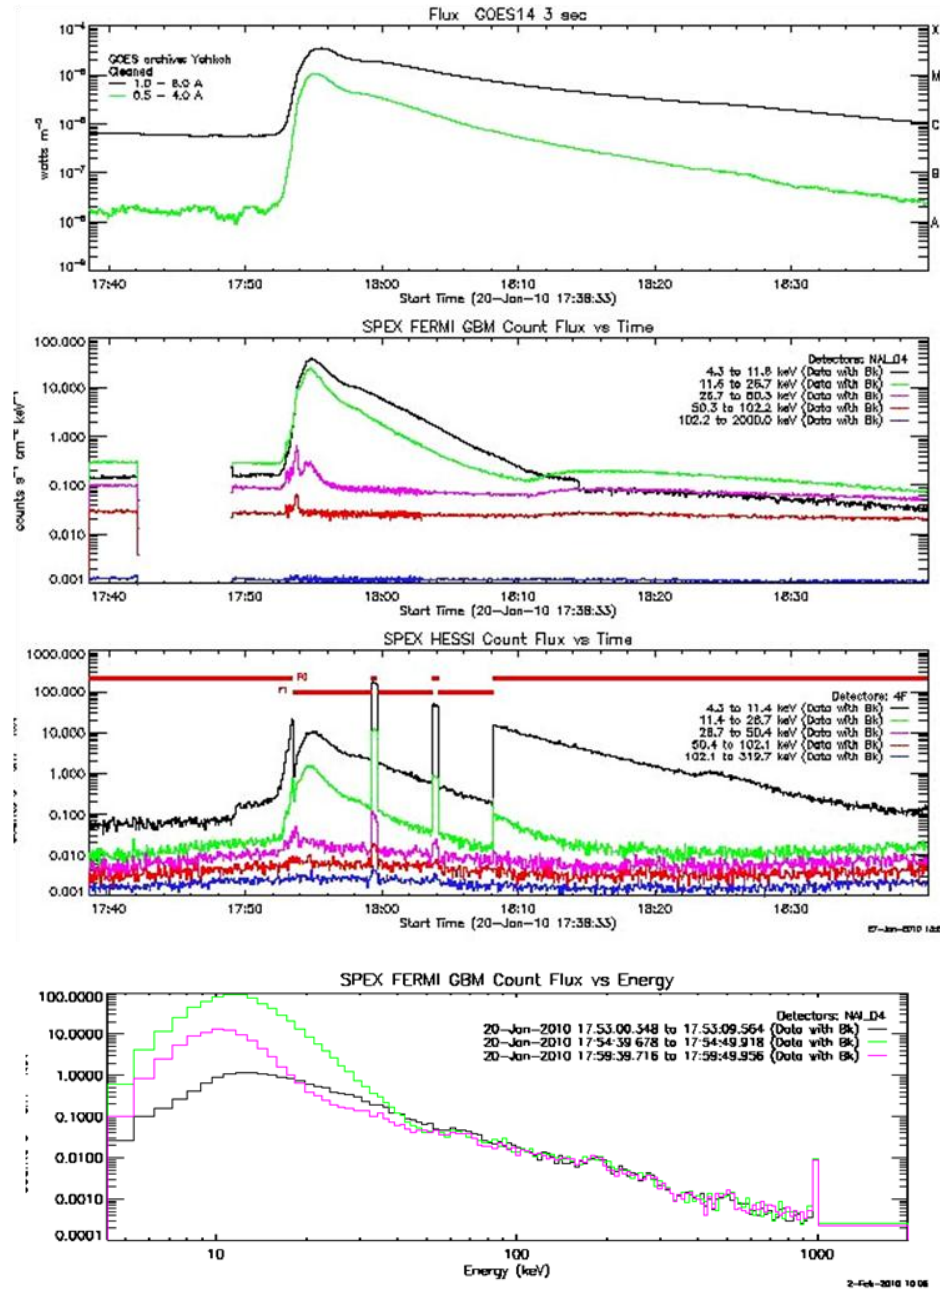 Flux GOES14 3 sec
GOES archives Yohkoh
Cleaned
1.0 - 8.0 A
0.5 - 4.0 A
watts m⁻²
10⁻⁴
10⁻⁵
10⁻⁶
10⁻⁷
10⁻⁸
10⁻⁹
X
M
C
B
A
17:40 17:50 18:00 18:10 18:20 18:30
Start Time (20-Jan-10 17:38:33)
SPEX FERMI GBM Count Flux vs Time
Detectors: NAI_04
4.3 to 11.6 keV (Data with Bk)
11.6 to 26.7 keV (Data with Bk)
26.7 to 50.3 keV (Data with Bk)
50.3 to 102.2 keV (Data with Bk)
102.2 to 2000.0 keV (Data with Bk)
counts s⁻¹ cm⁻² keV⁻¹
100.000
10.000
1.000
0.100
0.010
0.001
17:40 17:50 18:00 18:10 18:20 18:30
Start Time (20-Jan-10 17:38:33)
SPEX HESSI Count Flux vs Time
F0
F1
Detectors: 4F
4.3 to 11.4 keV (Data with Bk)
11.4 to 26.7 keV (Data with Bk)
26.7 to 50.4 keV (Data with Bk)
50.4 to 102.1 keV (Data with Bk)
102.1 to 319.7 keV (Data with Bk)
1000.000
100.000
10.000
1.000
0.100
0.010
0.001
17:40 17:50 18:00 18:10 18:20 18:30
Start Time (20-Jan-10 17:38:33)
27-Jan-2010
SPEX FERMI GBM Count Flux vs Energy
Detectors: NAI_04
20-Jan-2010 17:53:00.348 to 17:53:09.564 (Data with Bk)
20-Jan-2010 17:54:39.678 to 17:54:49.918 (Data with Bk)
20-Jan-2010 17:59:39.716 to 17:59:49.956 (Data with Bk)
100.0000
10.0000
1.0000
0.1000
0.0100
0.0010
0.0001
10 100 1000
Energy (keV)
2-Feb-2010